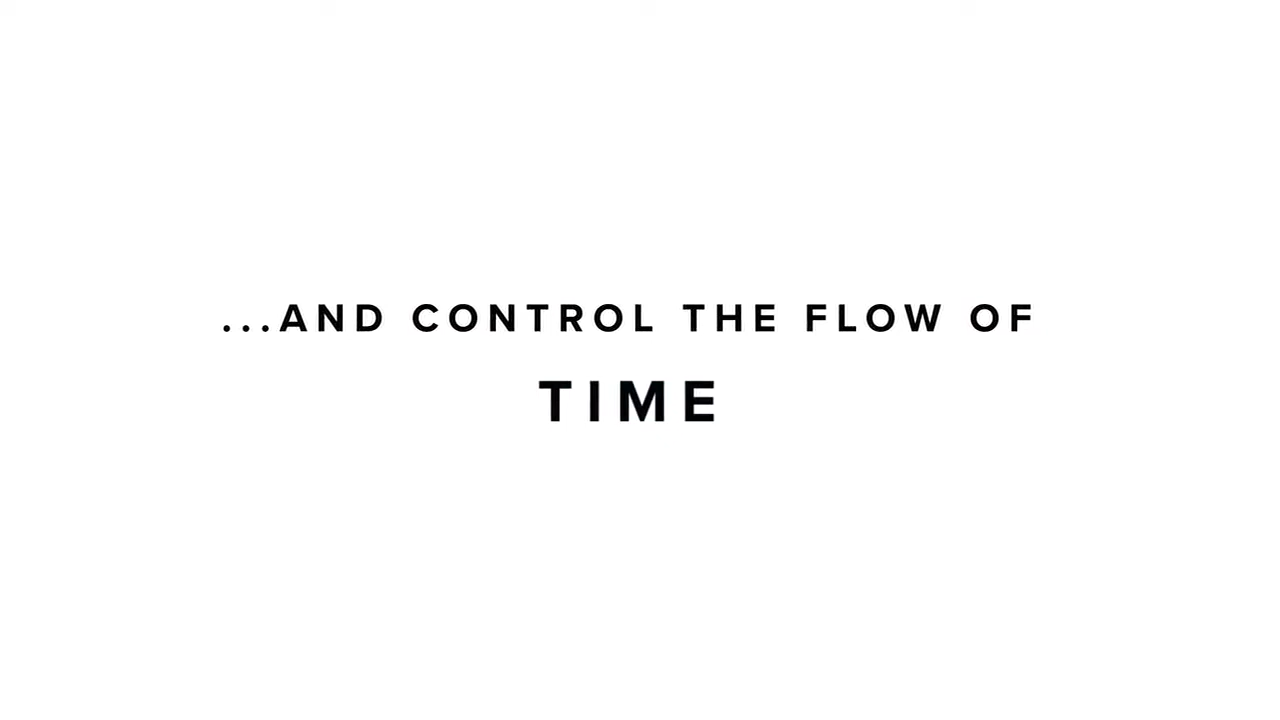 ...AND CONTROL THE FLOW OF
TIME